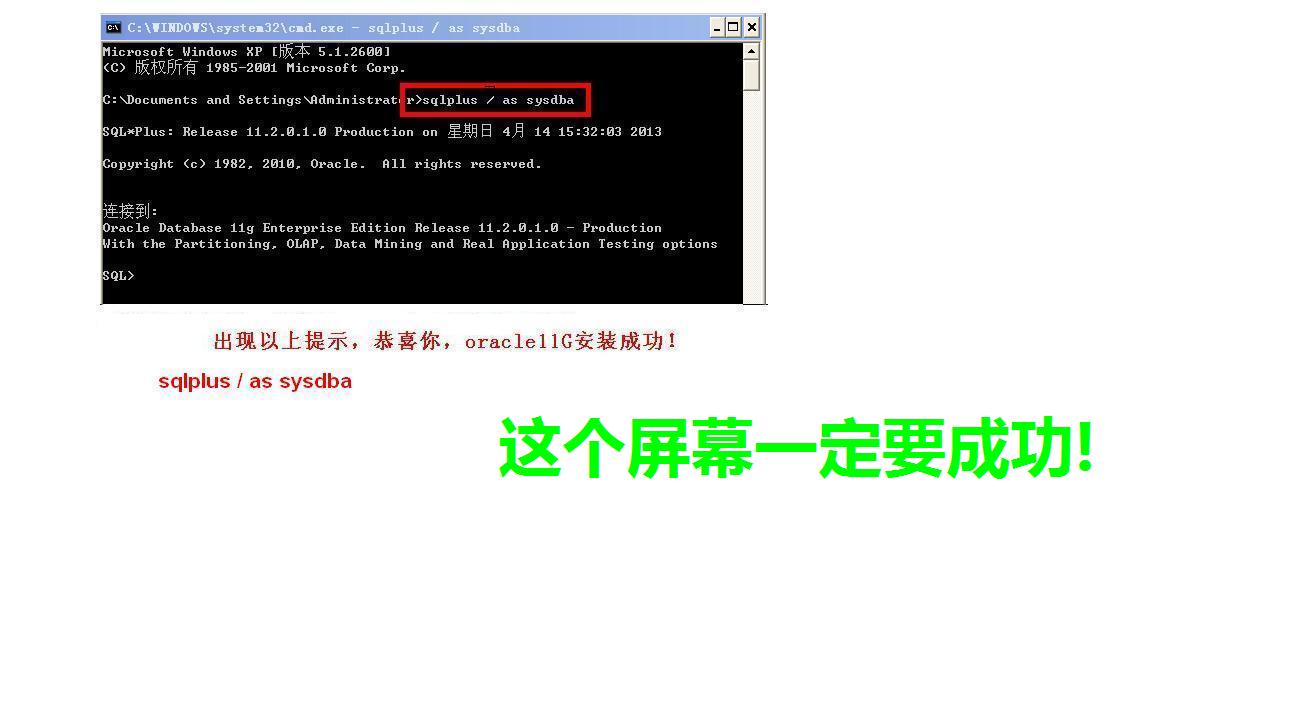 C:\WINDOWS\system32\cmd.exe - sqlplus / as sysdba
Microsoft Windows XP [版本 5.1.2600]
(C) 版权所有 1985-2001 Microsoft Corp.
C:\Documents and Settings\Administrator>sqlplus / as sysdba
SQL*Plus: Release 11.2.0.1.0 Production on 星期日 4月 14 15:32:03 2013
Copyright (c) 1982, 2010, Oracle.  All rights reserved.
连接到:
Oracle Database 11g Enterprise Edition Release 11.2.0.1.0 - Production
With the Partitioning, OLAP, Data Mining and Real Application Testing options
SQL>
出现以上提示，恭喜你，oracle11G安装成功！
sqlplus / as sysdba
这个屏幕一定要成功!